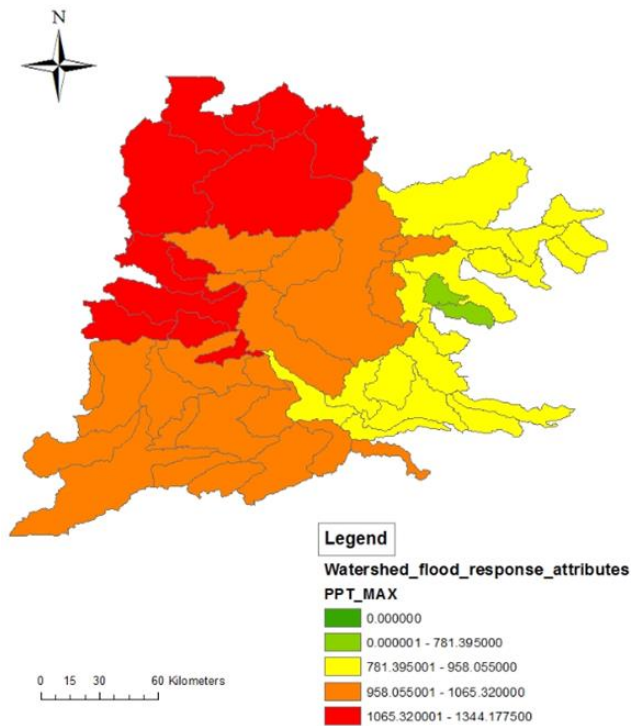 N
Legend
Watershed_flood_response_attributes
PPT_MAX
0.000000
0.000001 - 781.395000
781.395001 - 958.055000
958.055001 - 1065.320000
1065.320001 - 1344.177500
0 15 30 60 Kilometers